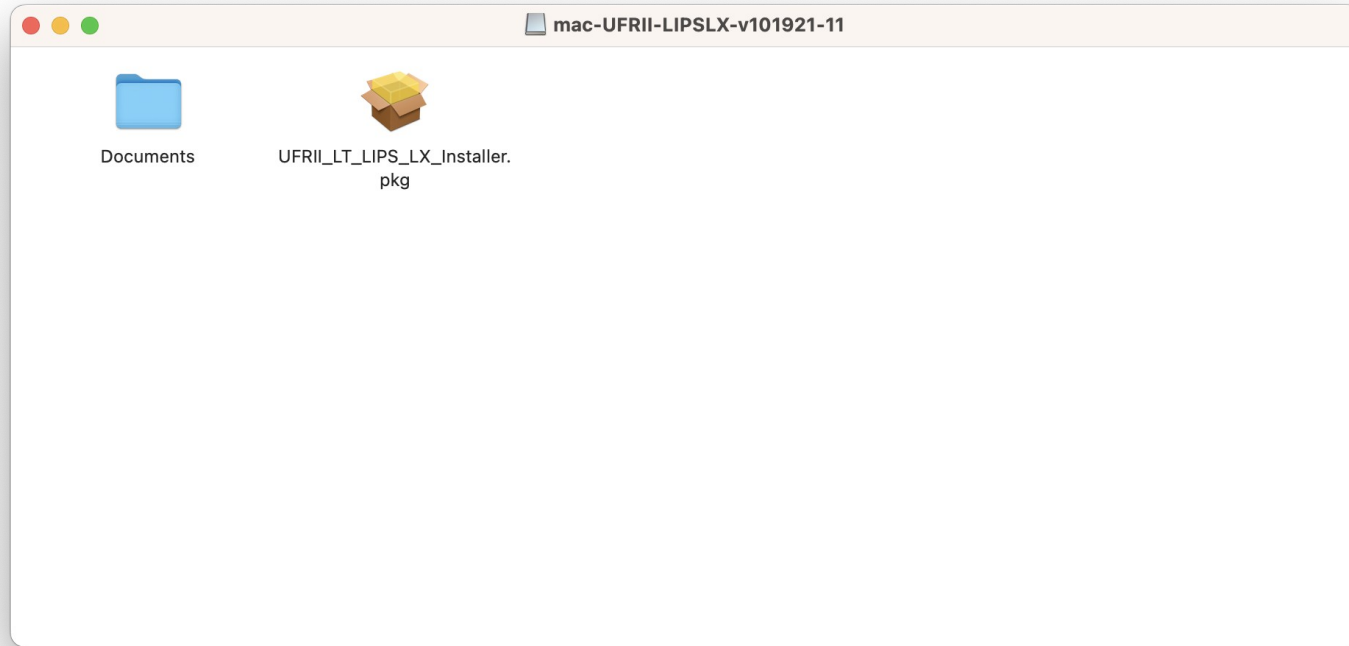 mac-UFRII-LIPSLX-v101921-11
Documents
UFRII_LT_LIPS_LX_Installer.
pkg